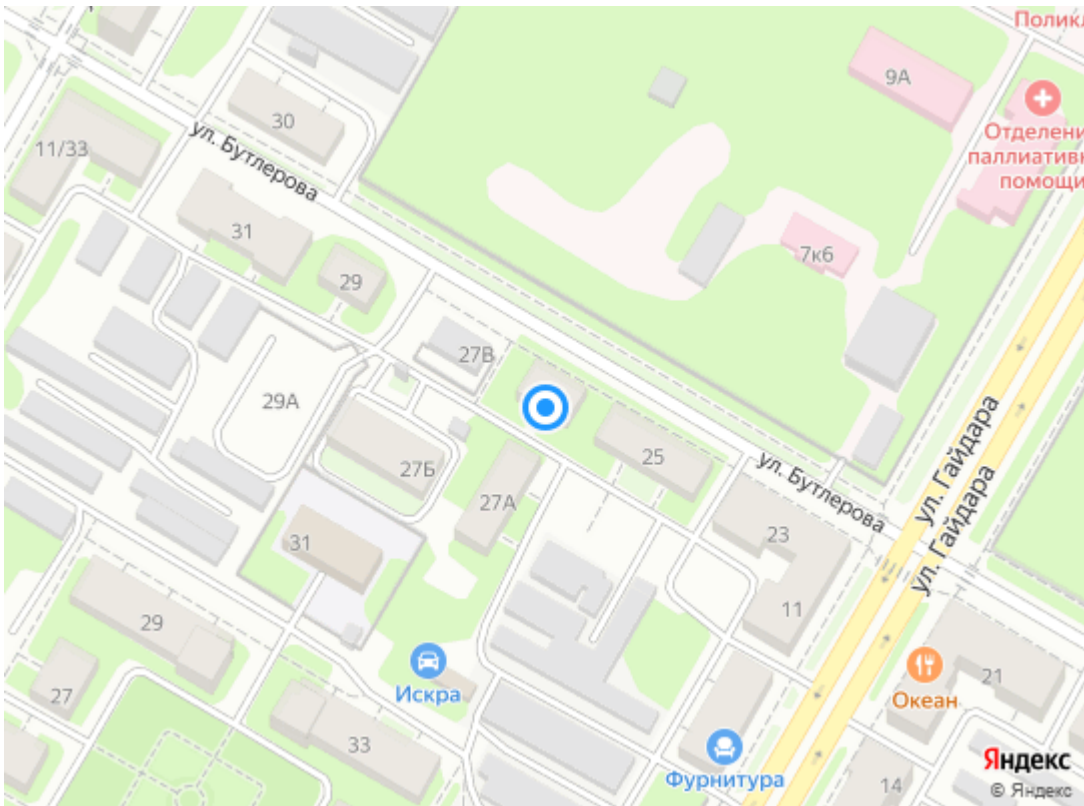 Поликл
9А
Отделени
паллиативн
помощи
30
ул. Бутлерова
11/33
31
29
7к6
27В
29А
27Б
25
27А
ул. Бутлерова
ул. Гайдара
ул. Гайдара
23
31
11
29
Искра
27
Океан
21
33
Фурнитура
14
Яндекс
© Яндекс